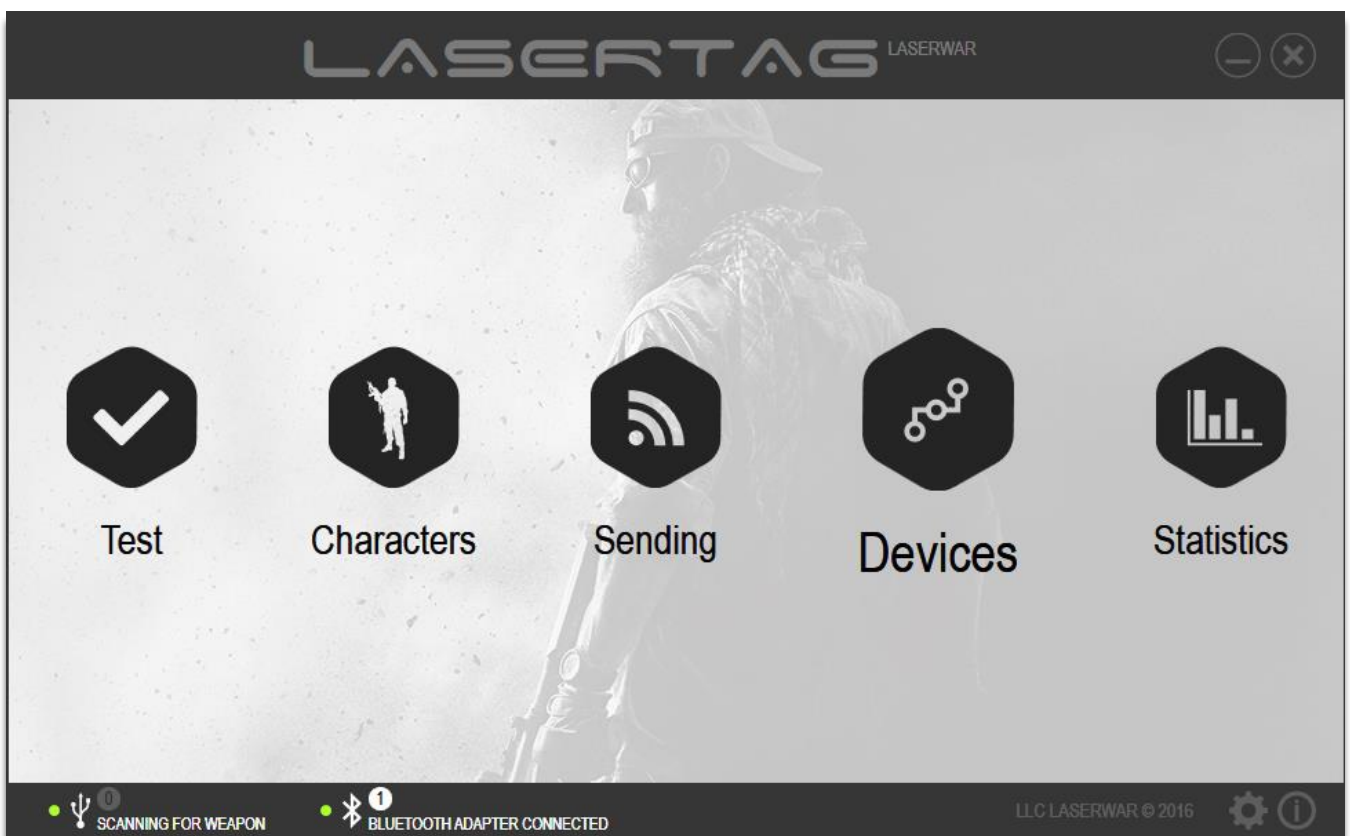 LASERTAG LASERWAR
Test Characters Sending Devices Statistics
0
SCANNING FOR WEAPON
1
BLUETOOTH ADAPTER CONNECTED
LLC LASERWAR © 2016